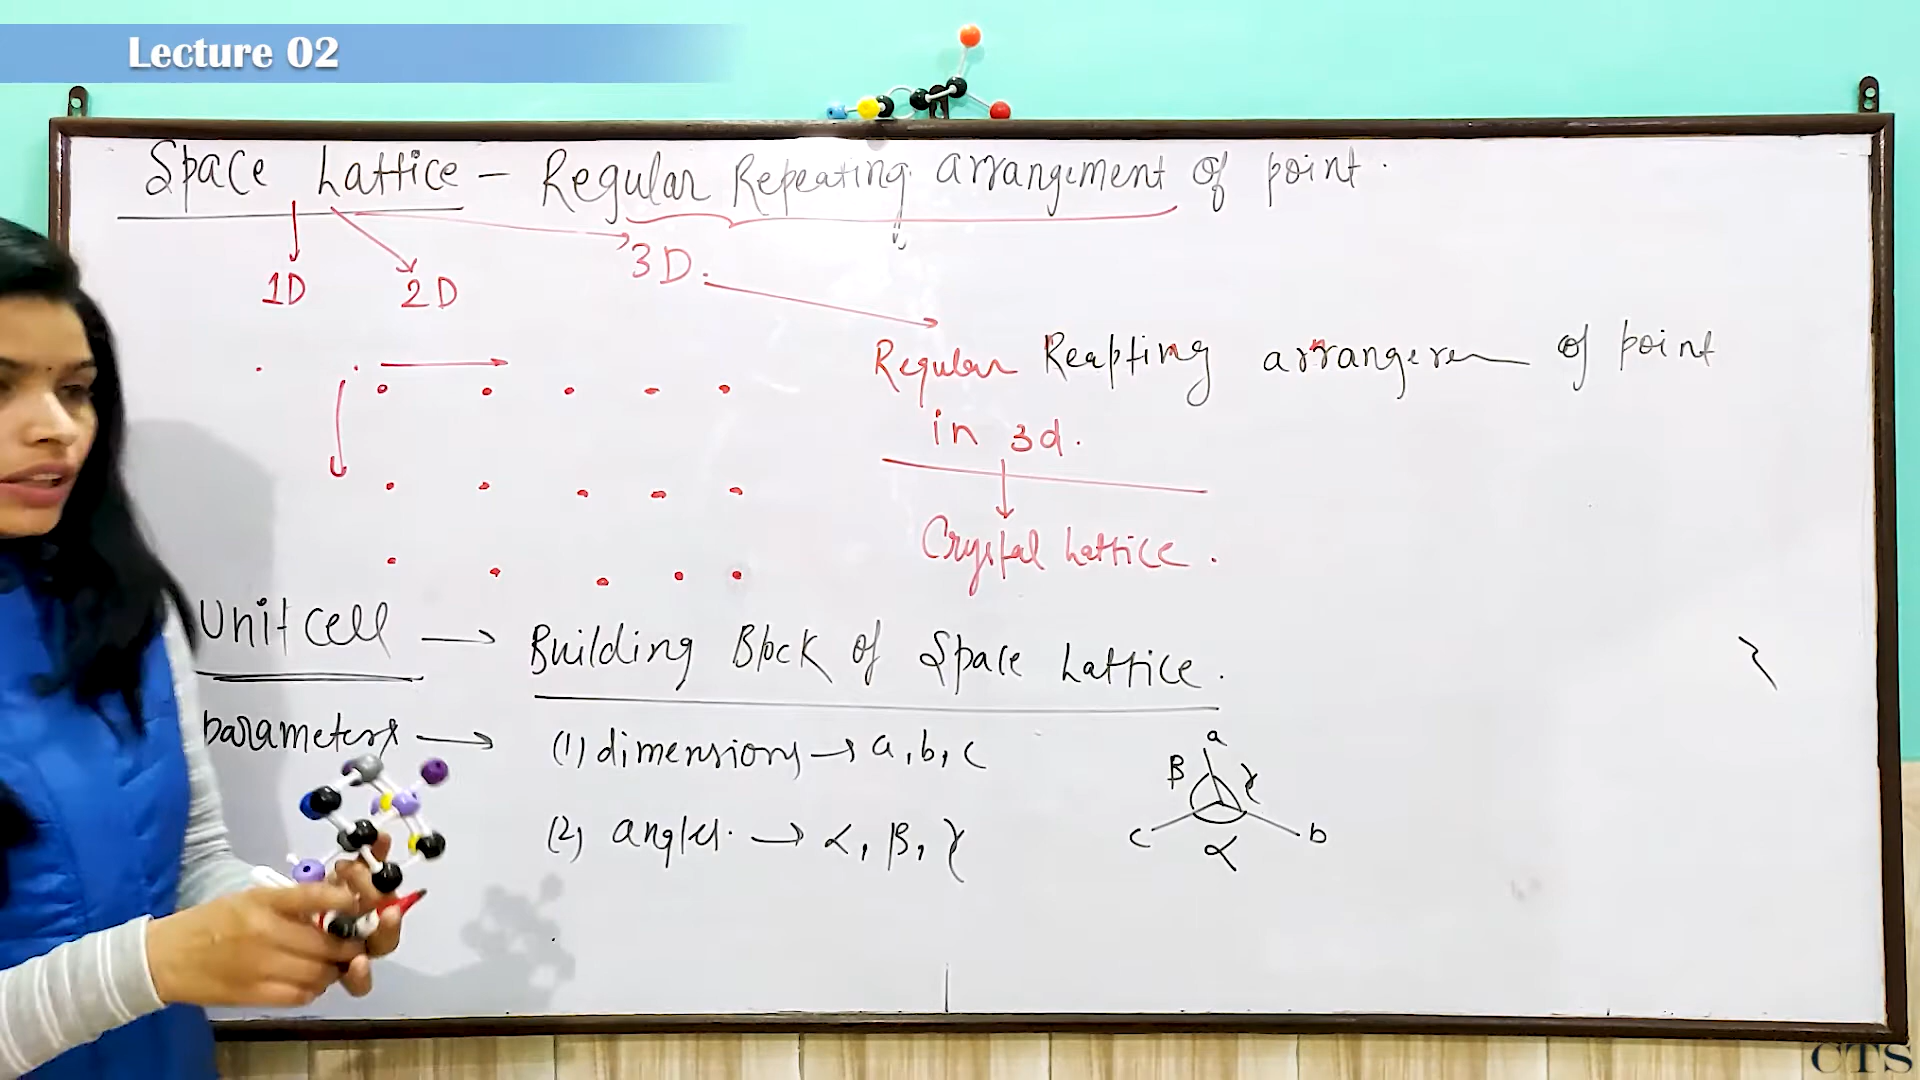 Lecture 02
Space Lattice – Regular Repeating arrangement of point.
1D 2D 3D.
Regular Reapting arrangeren of point
in 3d.
Crystal Lattice.
Unit cell → Building Block of Space Lattice.
parameters → (1) dimensions → a, b, c
(2) angles. → α, β, γ
a
β γ
c b
α
CTS